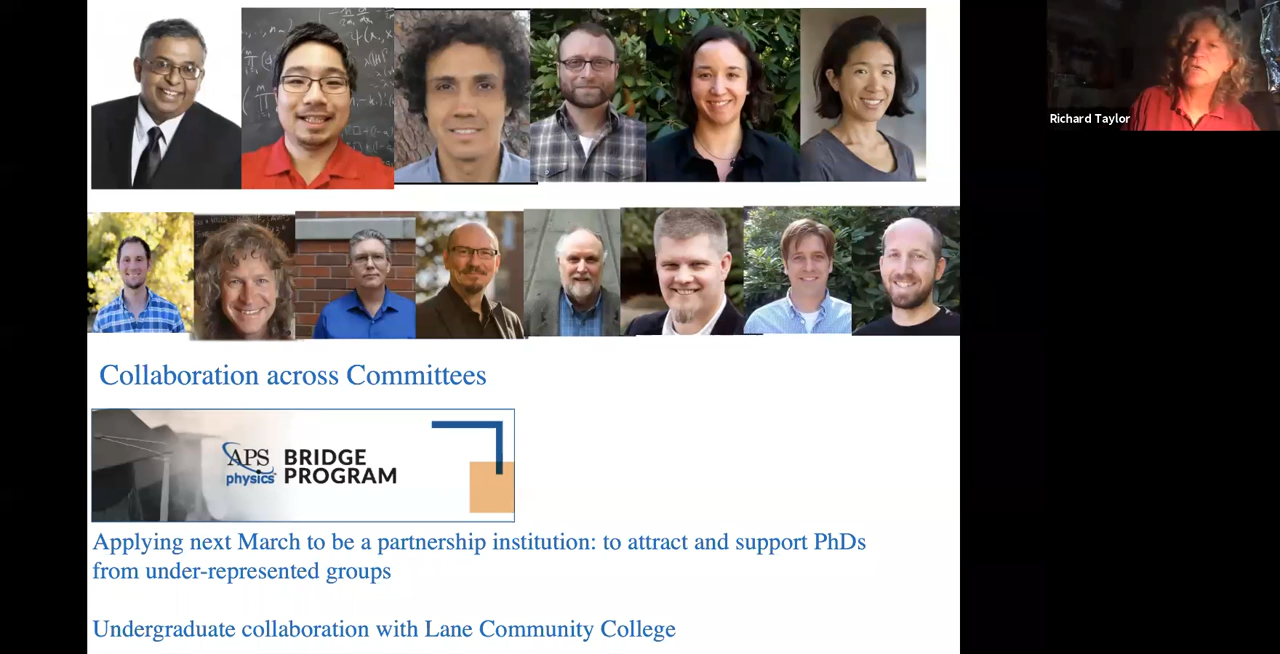 Richard Taylor
Collaboration across Committees
APS
physics
BRIDGE
PROGRAM
Applying next March to be a partnership institution: to attract and support PhDs
from under-represented groups
Undergraduate collaboration with Lane Community College